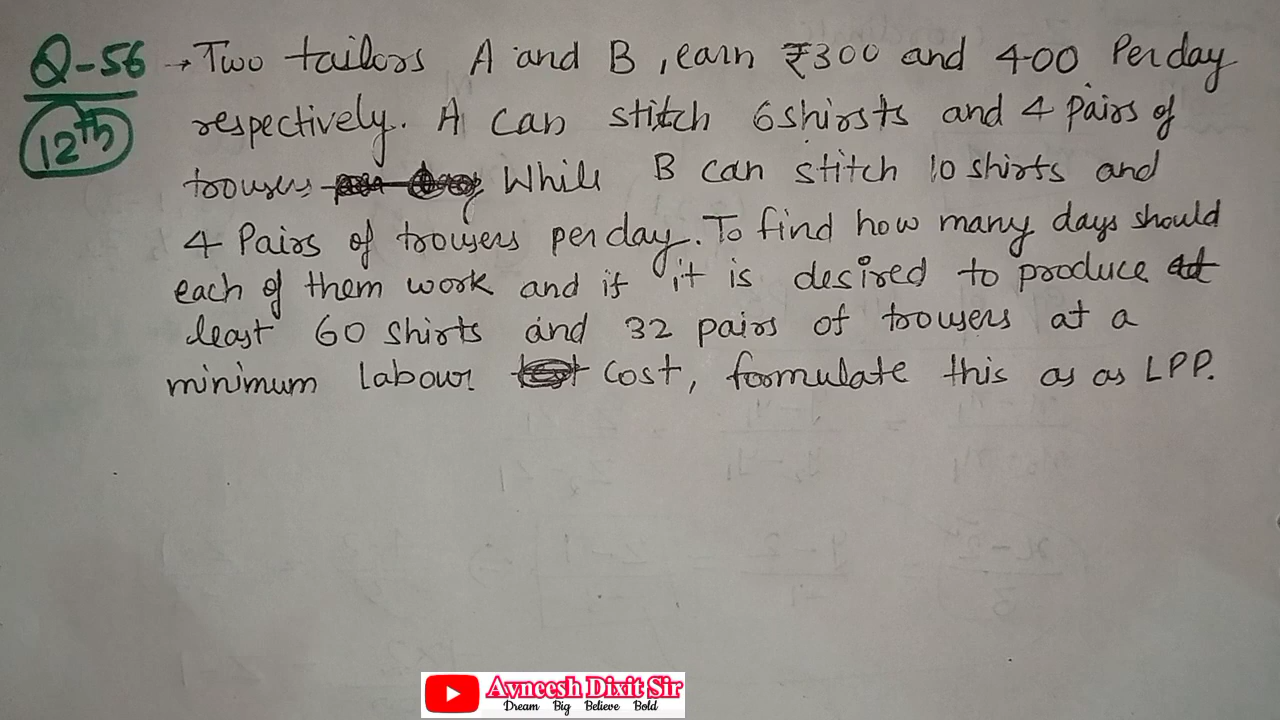 Q-56 → Two tailors A and B, earn ₹300 and 400 Per day
12th respectively. A can stitch 6 shirsts and 4 pairs of
trousers While B can stitch 10 shirts and
4 Pairs of trousers per day. To find how many days should
each of them work and if it is desired to produce at
least 60 shirts and 32 pairs of trousers at a
minimum labour cost, formulate this as as LPP.
Avneesh Dixit Sir
Dream Big Believe Bold